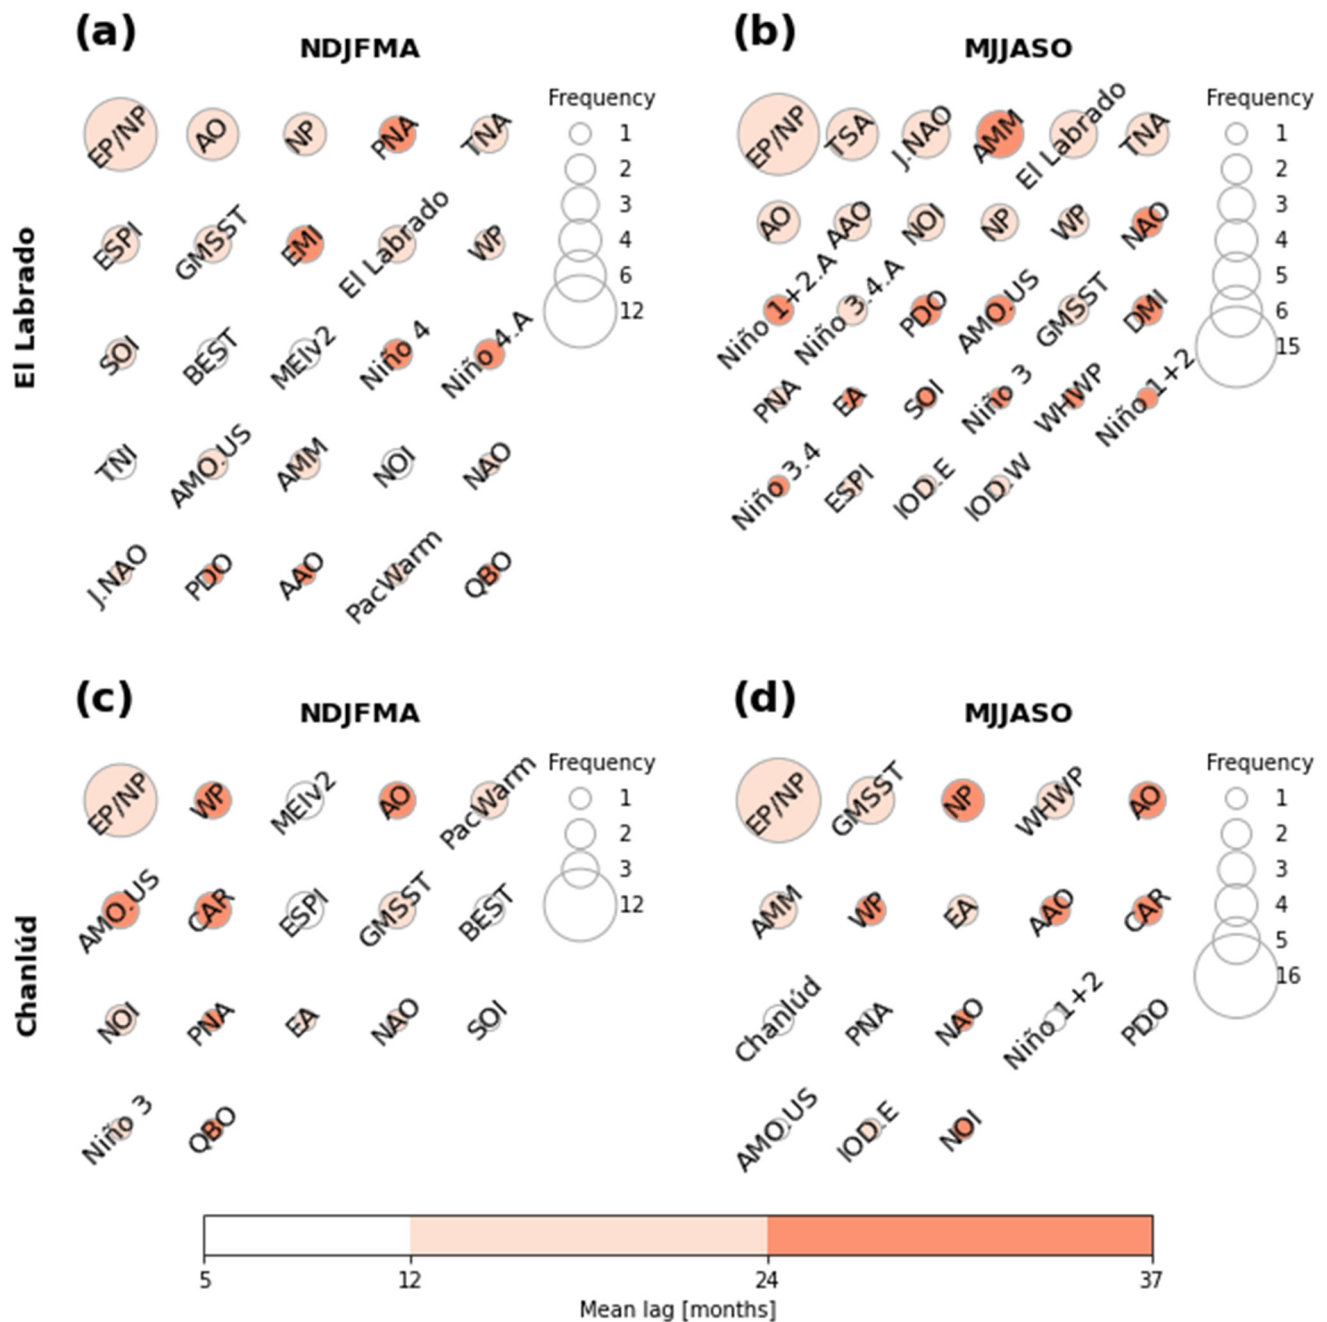 (a)
NDJFMA
Frequency
EP/NP AO NP PNA TNA
ESPI GMSST EMI El Labrado WP
SOI BEST MEIv2 Niño 4 Niño 4.A
TNI AMO.US AMM NOI NAO
J.NAO PDO AAO PacWarm QBO
1
2
3
4
6
12
El Labrado
(b)
MJJASO
Frequency
EP/NP TSA J.NAO AMM El Labrado TNA
AO AAO NOI NP WP NAO
Niño 1+2.A Niño 3.4.A PDO AMO.US GMSST DMI
PNA EA SOI Niño 3 WHWP Niño 1+2
Niño 3.4 ESPI IOD.E IOD.W
1
2
3
4
5
6
15
(c)
NDJFMA
Frequency
EP/NP WP MEIv2 AO PacWarm
AMO.US CAR ESPI GMSST BEST
NOI PNA EA NAO SOI
Niño 3 QBO
1
2
3
12
Chanlúd
(d)
MJJASO
Frequency
EP/NP GMSST NP WHWP AO
AMM WP EA AAO CAR
Chanlúd PNA NAO Niño 1+2 PDO
AMO.US IOD.E NOI
1
2
3
4
5
16
5 12 24 37
Mean lag [months]